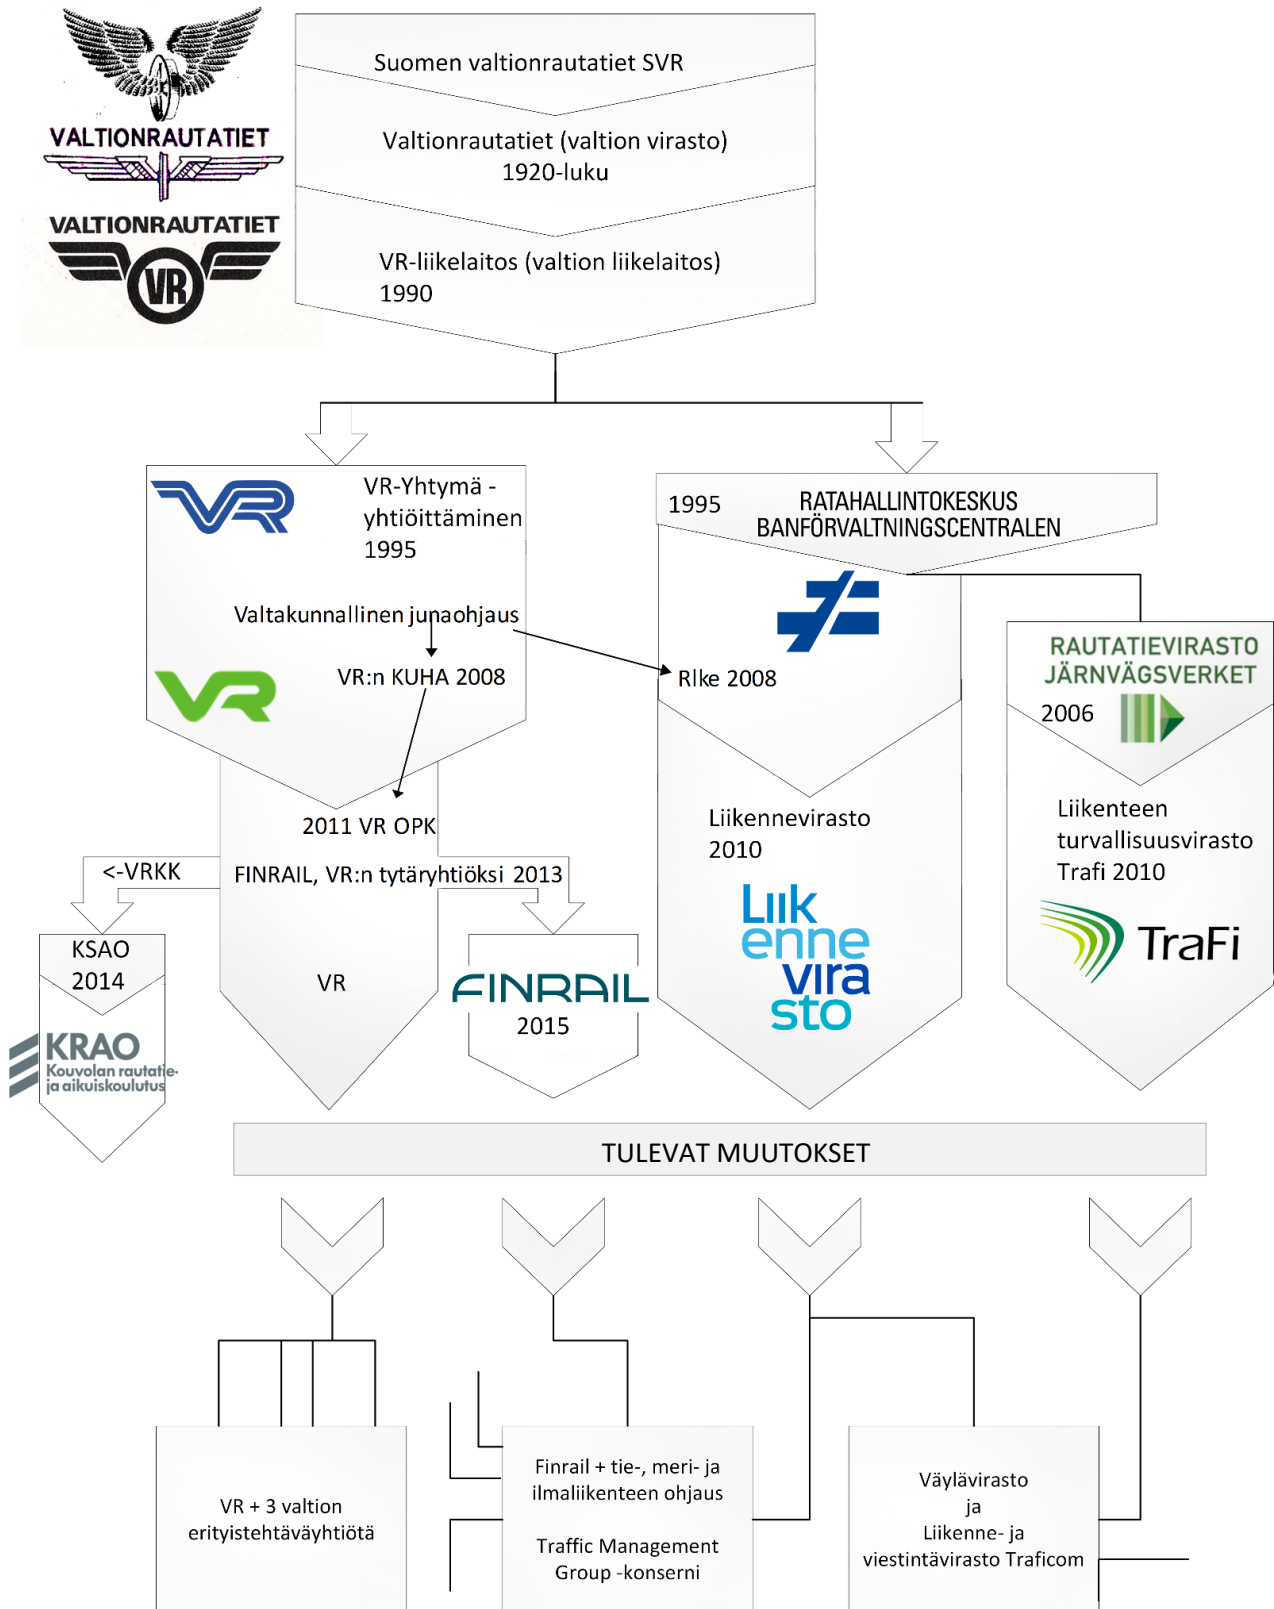 VALTIONRAUTATIET
VALTIONRAUTATIET
VR
Suomen valtionrautatiet SVR
Valtionrautatiet (valtion virasto)
1920-luku
VR-liikelaitos (valtion liikelaitos)
1990
VR
VR-Yhtymä -
yhtiöittäminen
1995
Valtakunnallinen junaohjaus
VR
VR:n KUHA 2008
1995
RATAHALLINTOKESKUS
BANFÖRVALTNINGSCENTRALEN
Rlke 2008
RAUTATIEVIRASTO
JÄRNVÄGSVERKET
2006
2011 VR OPK
<-VRKK
FINRAIL, VR:n tytäryhtiöksi 2013
Liikennevirasto
2010
Liikenteen
turvallisuusvirasto
Trafi 2010
KSAO
2014
VR
FINRAIL
2015
Liik
enne
vira
sto
TraFi
KRAO
Kouvolan rautatie-
ja aikuiskoulutus
TULEVAT MUUTOKSET
VR + 3 valtion
erityistehtäväyhtiötä
Finrail + tie-, meri- ja
ilmaliikenteen ohjaus
Traffic Management
Group -konserni
Väylävirasto
ja
Liikenne- ja
viestintävirasto Traficom